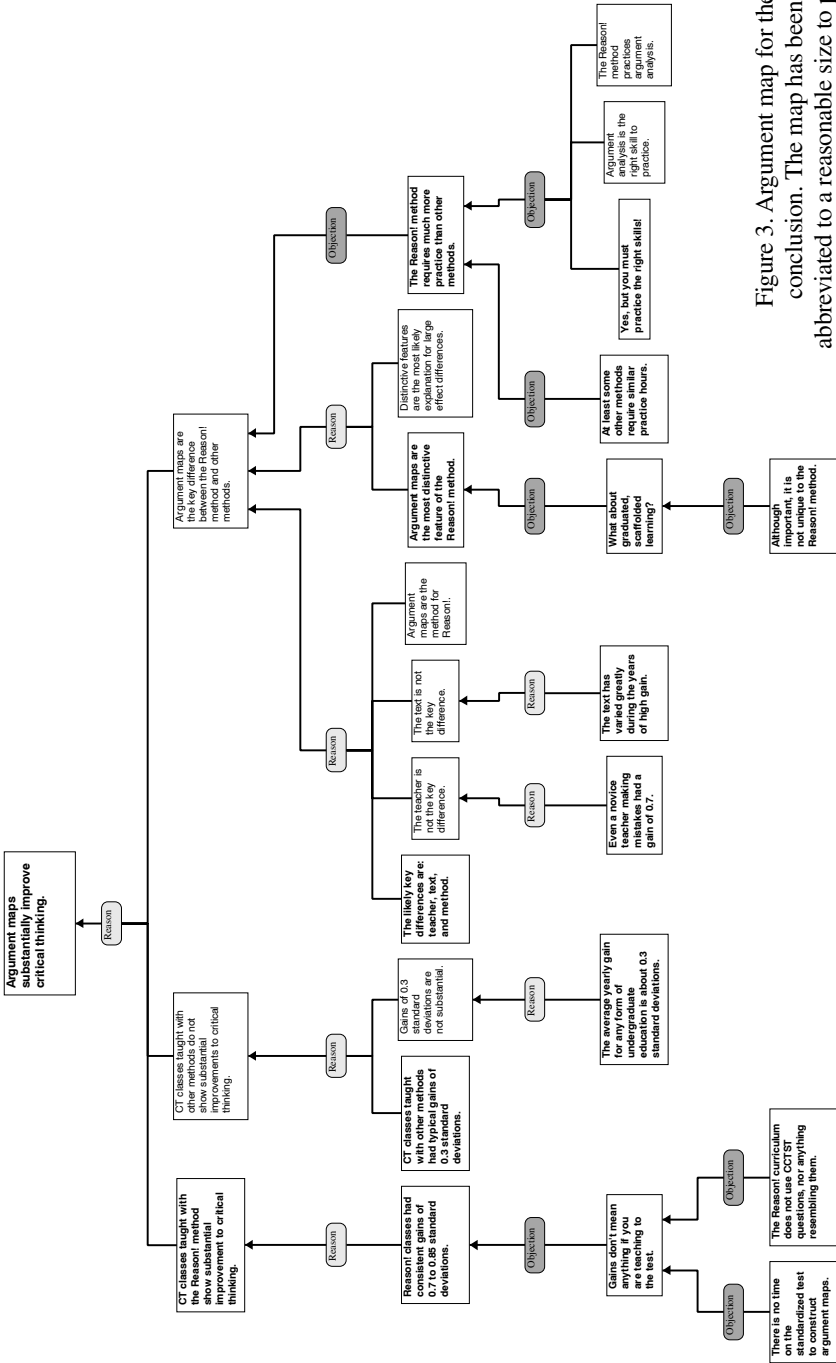 Argument maps
substantially improve
critical thinking.
Reason
CT classes taught with
the Reason! method
show substantial
improvement to critical
thinking.
CT classes taught with
other methods do not
show substantial
improvements to critical
thinking.
Argument maps are
the key difference
between the Reason!
method and other
methods.
Reason
Reason
Reason
Reason
Objection
Reason! classes had
consistent gains of
0.7 to 0.85 standard
deviations.
CT classes taught
with other methods
had typical gains of
0.3 standard
deviations.
Gains of 0.3
standard
deviations are
not substantial.
The likely key
differences are:
teacher, text,
and method.
The teacher is
not the key
difference.
The text is not
the key
difference.
Argument
maps are the
method for
Reason!.
Argument maps are
the most distinctive
feature of the
Reason! method.
Distinctive features
are the most likely
explanation for large
effect differences.
The Reason! method
requires much more
practice than other
methods.
Objection
Reason
Reason
Reason
Objection
Objection
Objection
Gains don't mean
anything if you
are teaching to
the test.
The average yearly gain
for any form of
undergraduate
education is about 0.3
standard deviations.
Even a novice
teacher making
mistakes had a
gain of 0.7.
The text has
varied greatly
during the years
of high gain.
What about
graduated,
scaffolded
learning?
At least some
other methods
require similar
practice hours.
Yes, but you must
practice the right skills!
Argument
analysis is the
right skill to
practice.
The Reason!
method
practices
argument
analysis.
Objection
Objection
Objection
There is no time
on the
standardized test
to construct
argument maps.
The Reason! curriculum
does not use CCTST
questions, nor anything
resembling them.
Although
important, it is
not unique to the
Reason! method.
Figure 3. Argument map for the
conclusion. The map has been
abbreviated to a reasonable size to